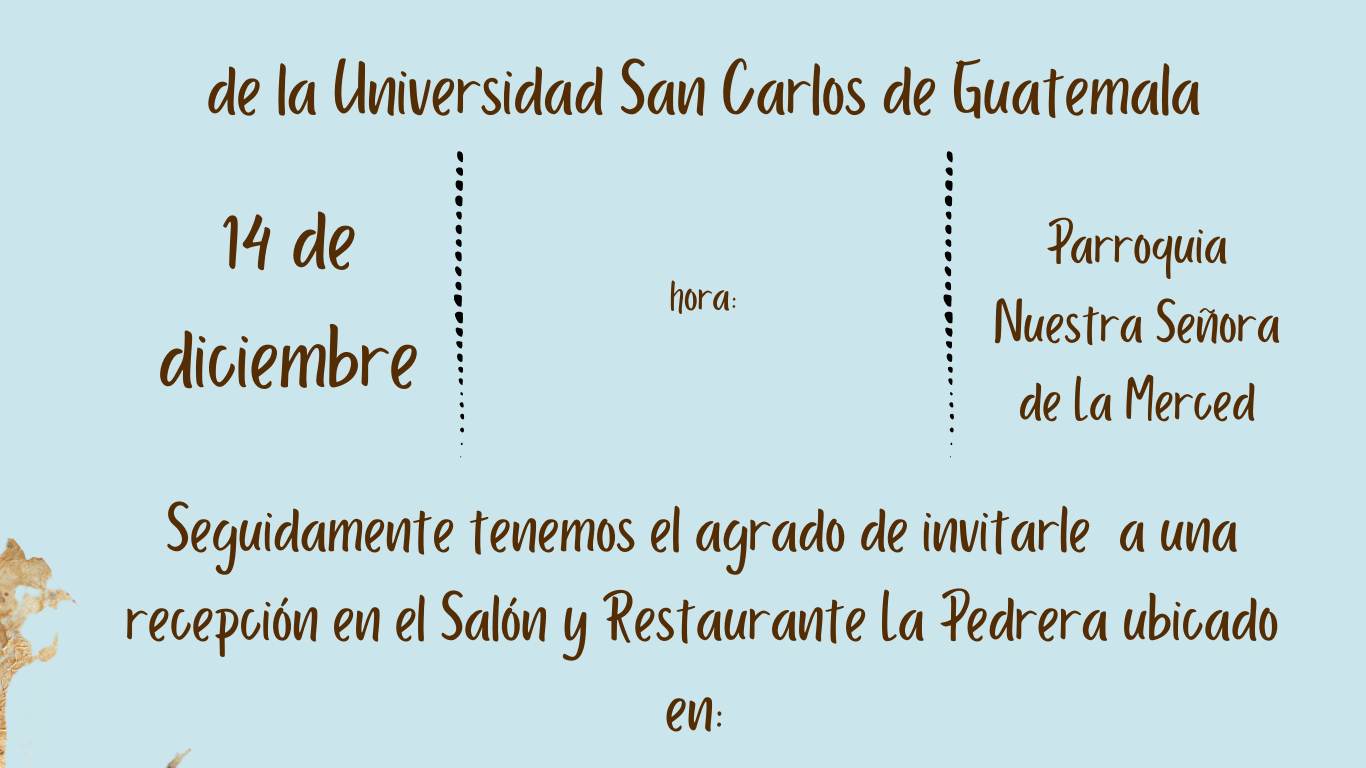 de la Universidad San Carlos de Guatemala
14 de
diciembre
hora:
Parroquia
Nuestra Señora
de La Merced
Seguidamente tenemos el agrado de invitarle a una
recepción en el Salón y Restaurante La Pedrera ubicado
en: